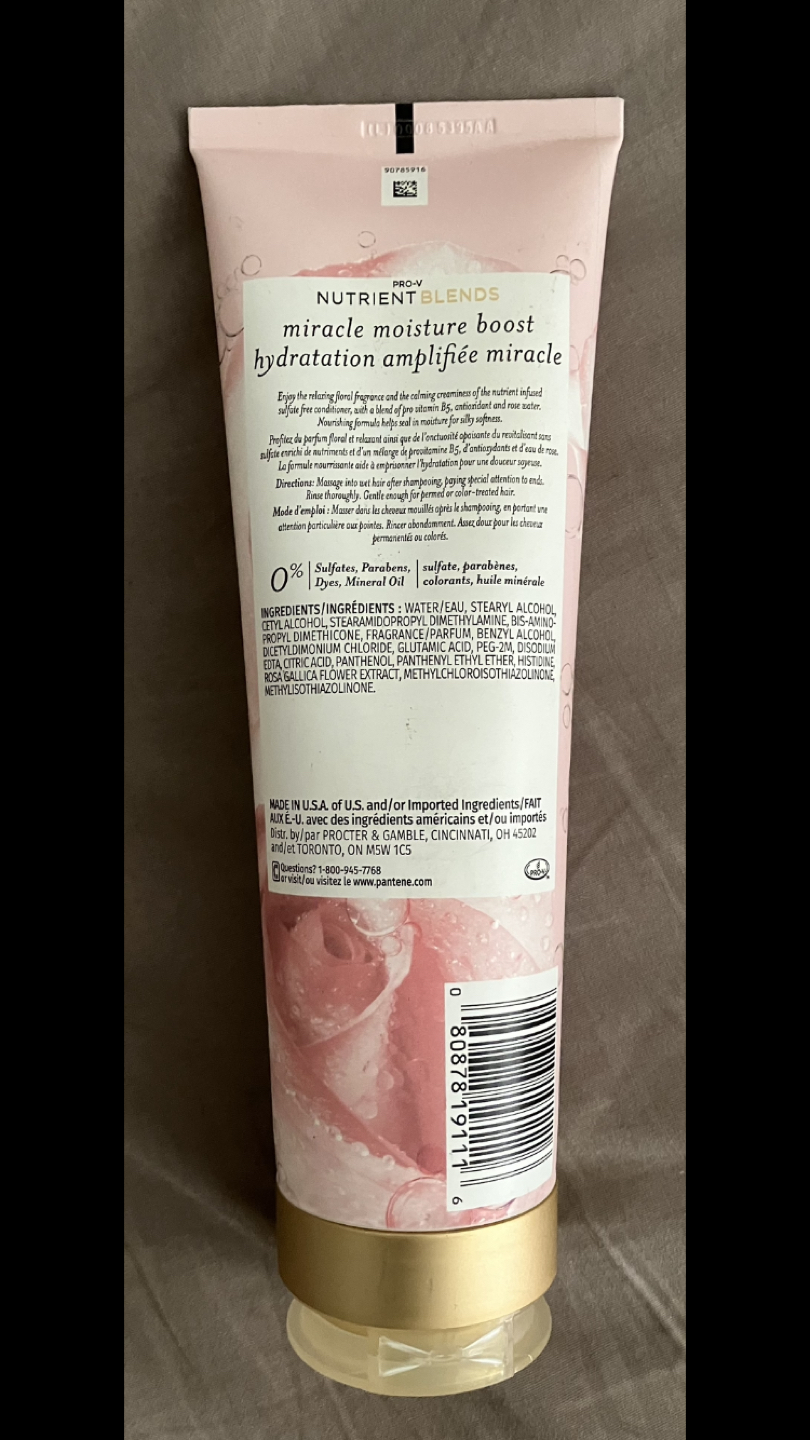 90785916
PRO-V
NUTRIENT BLENDS
miracle moisture boost
hydratation amplifiée miracle
Enjoy the relaxing floral fragrance and the calming creaminess of the nutrient infused
sulfate free conditioner, with a blend of pro vitamin B5, antioxidant and rose water.
Nourishing formula helps seal in moisture for silky softness.
Profitez du parfum floral et relaxant ainsi que de l'onctuosité apaisante du revitalisant sans
sulfate enrichi de nutriments et d'un mélange de provitamine B5, d'antioxydants et d'eau de rose.
La formule nourrissante aide à emprisonner l'hydratation pour une douceur soyeuse.
Directions: Massage into wet hair after shampooing, paying special attention to ends.
Rinse thoroughly. Gentle enough for permed or color-treated hair.
Mode d'emploi : Masser dans les cheveux mouillés après le shampooing, en portant une
attention particulière aux pointes. Rincer abondamment. Assez doux pour les cheveux
permanentés ou colorés.
0% | Sulfates, Parabens, | sulfate, parabènes,
Dyes, Mineral Oil | colorants, huile minérale
INGREDIENTS/INGRÉDIENTS : WATER/EAU, STEARYL ALCOHOL,
CETYL ALCOHOL, STEARAMIDOPROPYL DIMETHYLAMINE, BIS-AMINO-
PROPYL DIMETHICONE, FRAGRANCE/PARFUM, BENZYL ALCOHOL,
DICETYLDIMONIUM CHLORIDE, GLUTAMIC ACID, PEG-2M, DISODIUM
EDTA, CITRIC ACID, PANTHENOL, PANTHENYL ETHYL ETHER, HISTIDINE,
ROSA GALLICA FLOWER EXTRACT, METHYLCHLOROISOTHIAZOLINONE,
METHYLISOTHIAZOLINONE.
MADE IN U.S.A. of U.S. and/or Imported Ingredients/FAIT
AUX É.-U. avec des ingrédients américains et/ou importés
Distr. by/par PROCTER & GAMBLE, CINCINNATI, OH 45202
and/et TORONTO, ON M5W 1C5
Questions? 1-800-945-7768
or visit/ou visitez le www.pantene.com
PRO-V
0 80878 19111 6